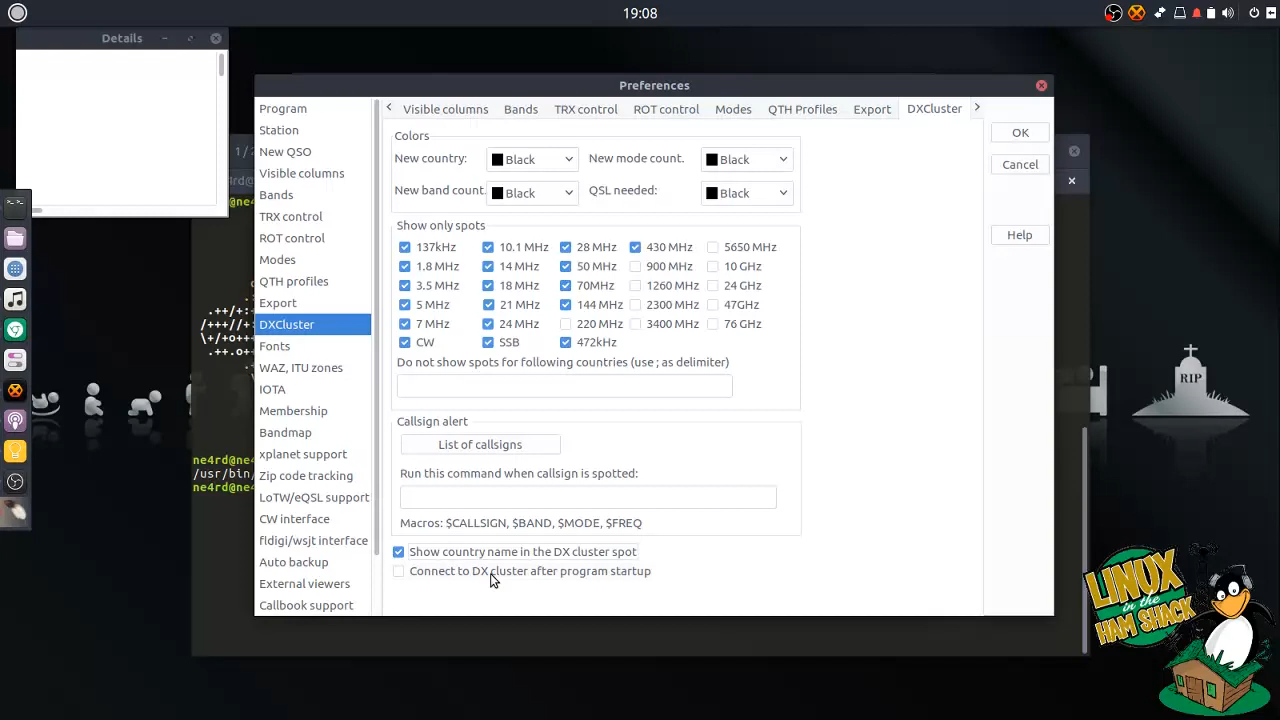 19:08
Details
Preferences
Program
Station
New QSO
Visible columns
Bands
TRX control
ROT control
Modes
QTH profiles
Export
DXCluster
Fonts
WAZ, ITU zones
IOTA
Membership
Bandmap
xplanet support
Zip code tracking
LoTW/eQSL support
CW interface
fldigi/wsjt interface
Auto backup
External viewers
Callbook support
Visible columns Bands TRX control ROT control Modes QTH Profiles Export DXCluster
Colors
New country: Black New mode count. Black
New band count. Black QSL needed: Black
Show only spots
137kHz 10.1 MHz 28 MHz 430 MHz 5650 MHz
1.8 MHz 14 MHz 50 MHz 900 MHz 10 GHz
3.5 MHz 18 MHz 70MHz 1260 MHz 24 GHz
5 MHz 21 MHz 144 MHz 2300 MHz 47GHz
7 MHz 24 MHz 220 MHz 3400 MHz 76 GHz
CW SSB 472kHz
Do not show spots for following countries (use ; as delimiter)
Callsign alert
List of callsigns
Run this command when callsign is spotted:
Macros: $CALLSIGN, $BAND, $MODE, $FREQ
Show country name in the DX cluster spot
Connect to DX cluster after program startup
OK
Cancel
Help
.++/+:
/+++//+:
\+/+o++
.++.o+
ne4rd@ne
/usr/bin/
ne4rd@ne
RIP
LINUX
in the
HAM SHACK